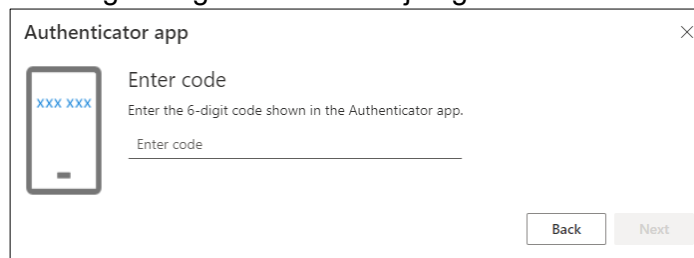 Authenticator app
Enter code
xxx xxx
Enter the 6-digit code shown in the Authenticator app.
Enter code
Back
Next